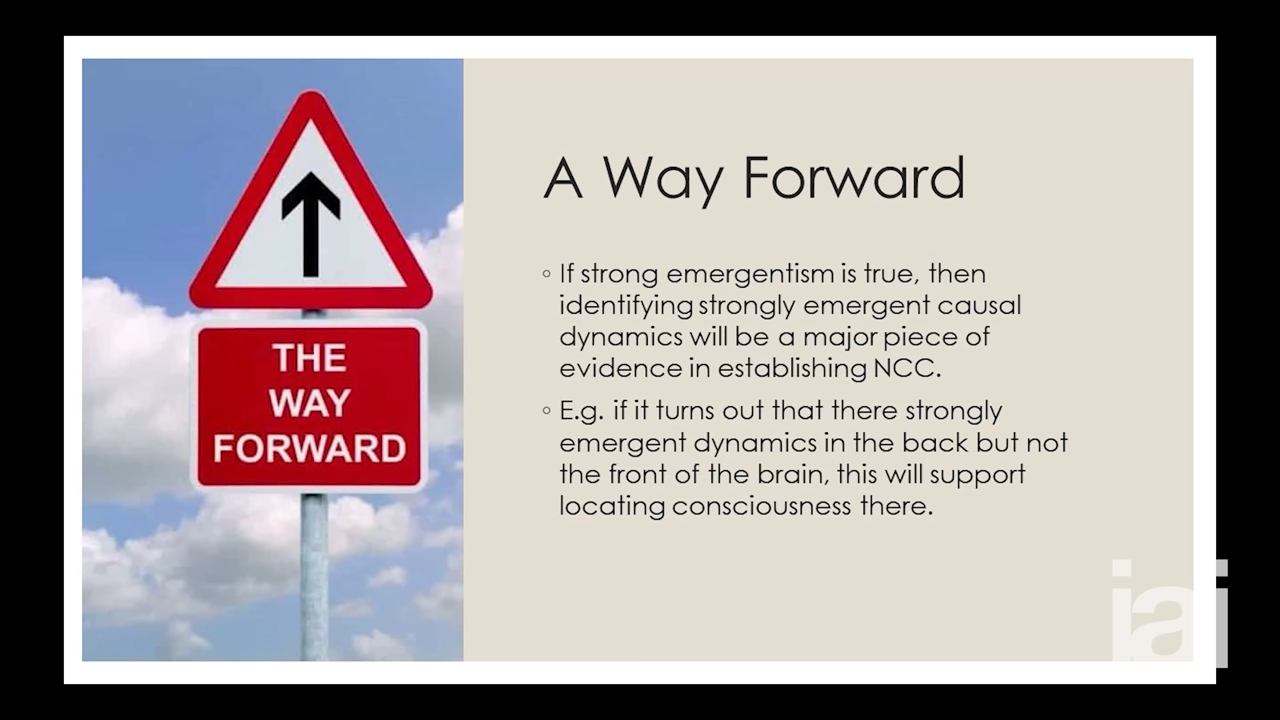 THE
WAY
FORWARD
A Way Forward
◦ If strong emergentism is true, then
identifying strongly emergent causal
dynamics will be a major piece of
evidence in establishing NCC.
◦ E.g. if it turns out that there strongly
emergent dynamics in the back but not
the front of the brain, this will support
locating consciousness there.
iai